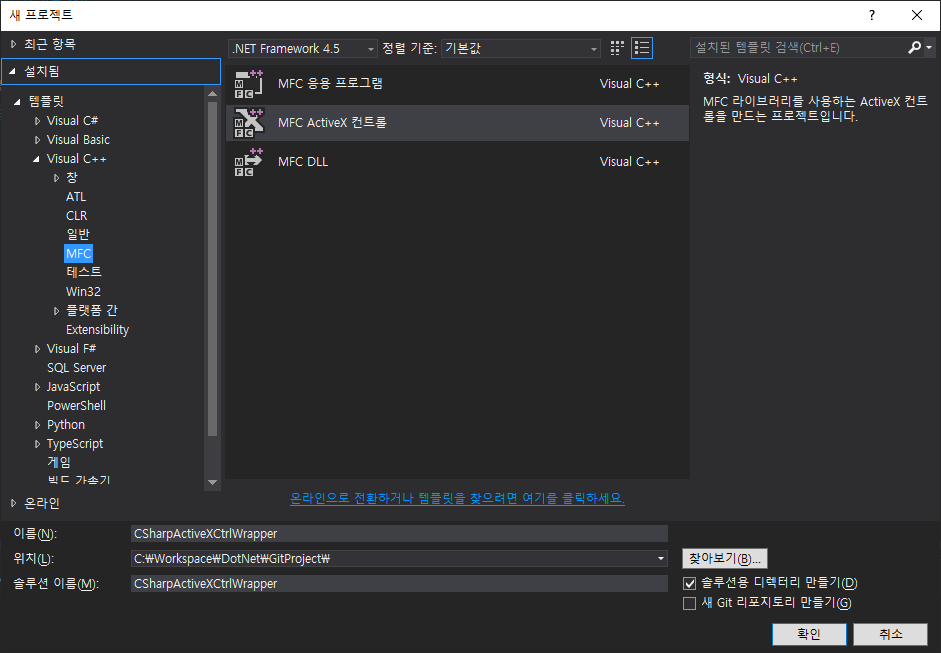 새 프로젝트
?
최근 항목
.NET Framework 4.5
정렬 기준:
기본값
설치된 템플릿 검색(Ctrl+E)
설치됨
템플릿
Visual C#
Visual Basic
Visual C++
창
ATL
CLR
일반
MFC
테스트
Win32
플랫폼 간
Extensibility
Visual F#
SQL Server
JavaScript
PowerShell
Python
TypeScript
게임
빌드 가속기
온라인
MFC 응용 프로그램 Visual C++
MFC ActiveX 컨트롤 Visual C++
MFC DLL Visual C++
형식: Visual C++
MFC 라이브러리를 사용하는 ActiveX 컨트
롤을 만드는 프로젝트입니다.
온라인으로 전환하거나 템플릿을 찾으려면 여기를 클릭하세요.
이름(N): CSharpActiveXCtrlWrapper
위치(L): C:₩Workspace₩DotNet₩GitProject₩
찾아보기(B)...
솔루션 이름(M): CSharpActiveXCtrlWrapper
솔루션용 디렉터리 만들기(D)
새 Git 리포지토리 만들기(G)
확인
취소